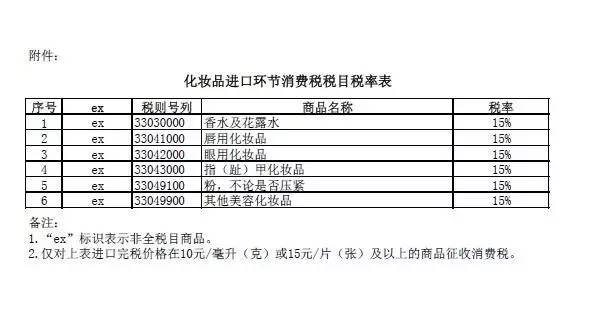 附件：
化妆品进口环节消费税税目税率表
序号 ex 税则号列 商品名称 税率
1 ex 33030000 香水及花露水 15%
2 ex 33041000 唇用化妆品 15%
3 ex 33042000 眼用化妆品 15%
4 ex 33043000 指（趾）甲化妆品 15%
5 ex 33049100 粉，不论是否压紧 15%
6 ex 33049900 其他美容化妆品 15%
备注：
1.“ex”标识表示非全税目商品。
2.仅对上表进口完税价格在10元/毫升（克）或15元/片（张）及以上的商品征收消费税。